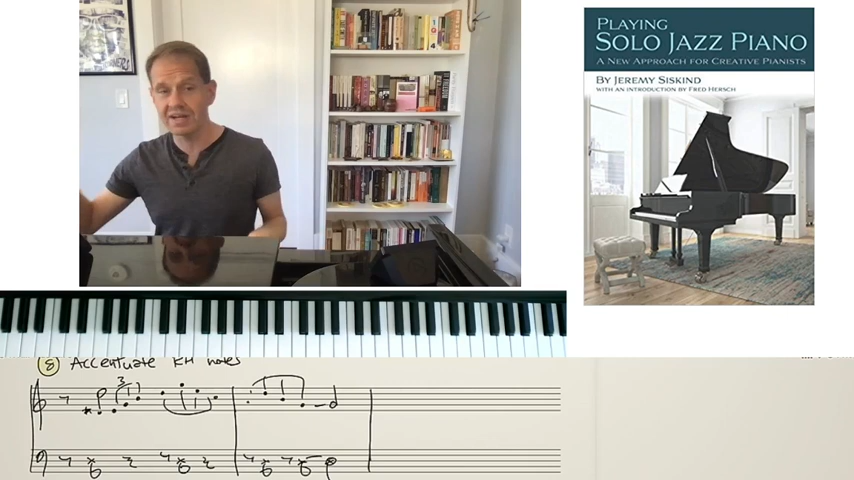 PLAYING
SOLO JAZZ PIANO
A NEW APPROACH FOR CREATIVE PIANISTS
BY JEREMY SISKIND
WITH AN INTRODUCTION BY FRED HERSCH
8 Accentuate RH notes
3